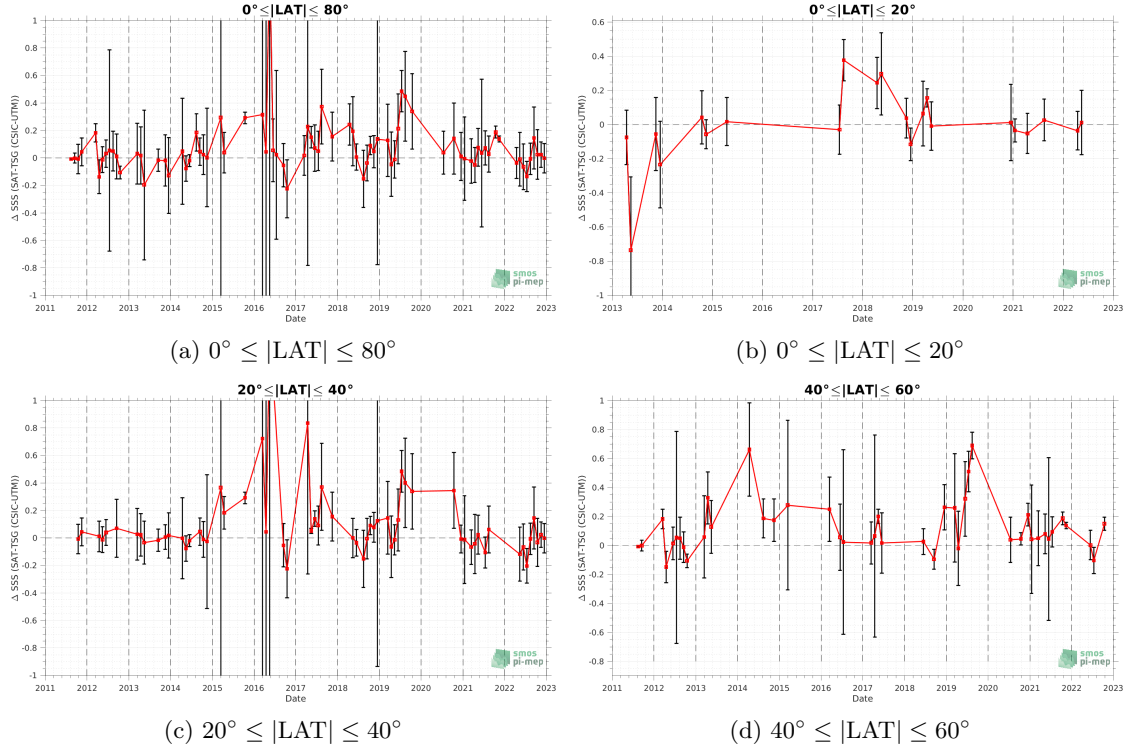 0°≤|LAT|≤ 80°
Δ SSS (SAT-TSG (CSIC-UTM))
1
0.8
0.6
0.4
0.2
0
-0.2
-0.4
-0.6
-0.8
-1
2011 2012 2013 2014 2015 2016 2017 2018 2019 2020 2021 2022 2023
Date
smos
pi-mep
(a) 0° ≤ |LAT| ≤ 80°
0°≤|LAT|≤ 20°
Δ SSS (SAT-TSG (CSIC-UTM))
0.6
0.4
0.2
0
-0.2
-0.4
-0.6
-0.8
-1
2013 2014 2015 2016 2017 2018 2019 2020 2021 2022 2023
Date
smos
pi-mep
(b) 0° ≤ |LAT| ≤ 20°
20°≤|LAT|≤ 40°
Δ SSS (SAT-TSG (CSIC-UTM))
1
0.8
0.6
0.4
0.2
0
-0.2
-0.4
-0.6
-0.8
-1
2011 2012 2013 2014 2015 2016 2017 2018 2019 2020 2021 2022 2023
Date
smos
pi-mep
(c) 20° ≤ |LAT| ≤ 40°
40°≤|LAT|≤ 60°
Δ SSS (SAT-TSG (CSIC-UTM))
1
0.8
0.6
0.4
0.2
0
-0.2
-0.4
-0.6
-0.8
2011 2012 2013 2014 2015 2016 2017 2018 2019 2020 2021 2022 2023
Date
smos
pi-mep
(d) 40° ≤ |LAT| ≤ 60°